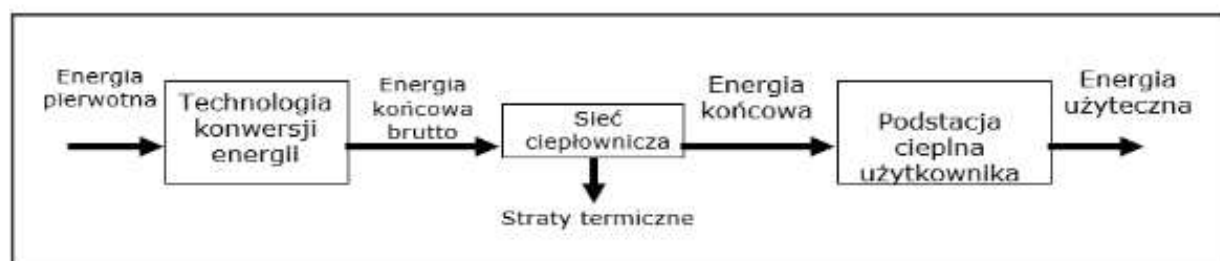 Energia
pierwotna
Technologia
konwersji
energii
Energia
końcowa
brutto
Sieć
ciepłownicza
Straty termiczne
Energia
końcowa
Podstacja
cieplna
użytkownika
Energia
użyteczna